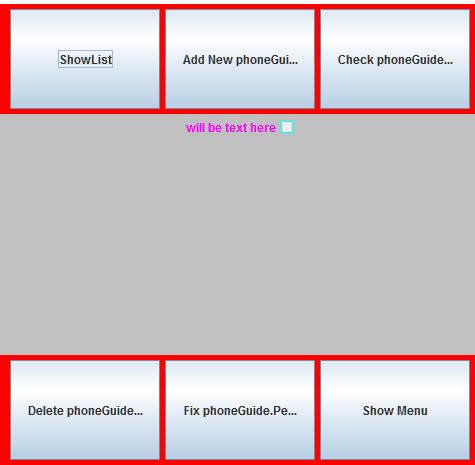 ShowList
Add New phoneGui...
Check phoneGuide...
will be text here
Delete phoneGuide...
Fix phoneGuide.Pe...
Show Menu